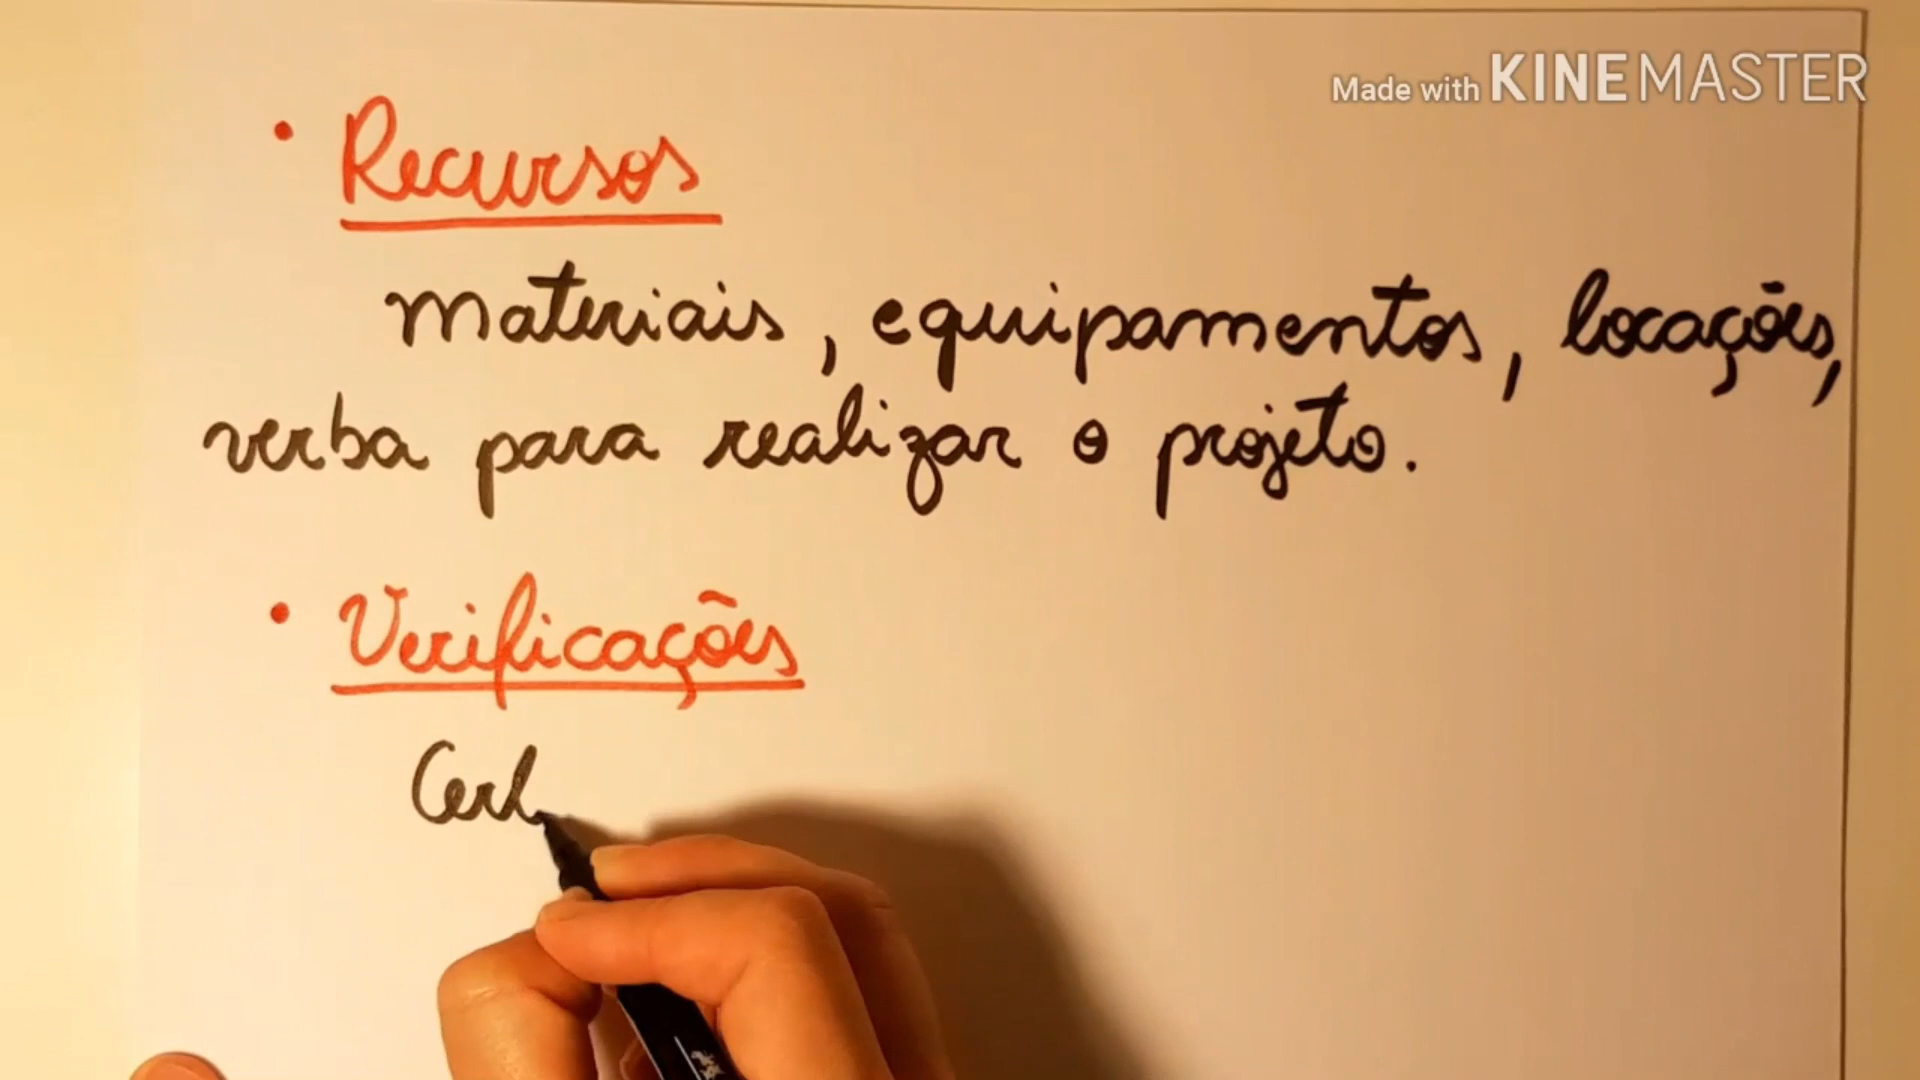 Made with KINEMASTER
• Recursos
materiais, equipamentos, locações,
verba para realizar o projeto.
• Verificações